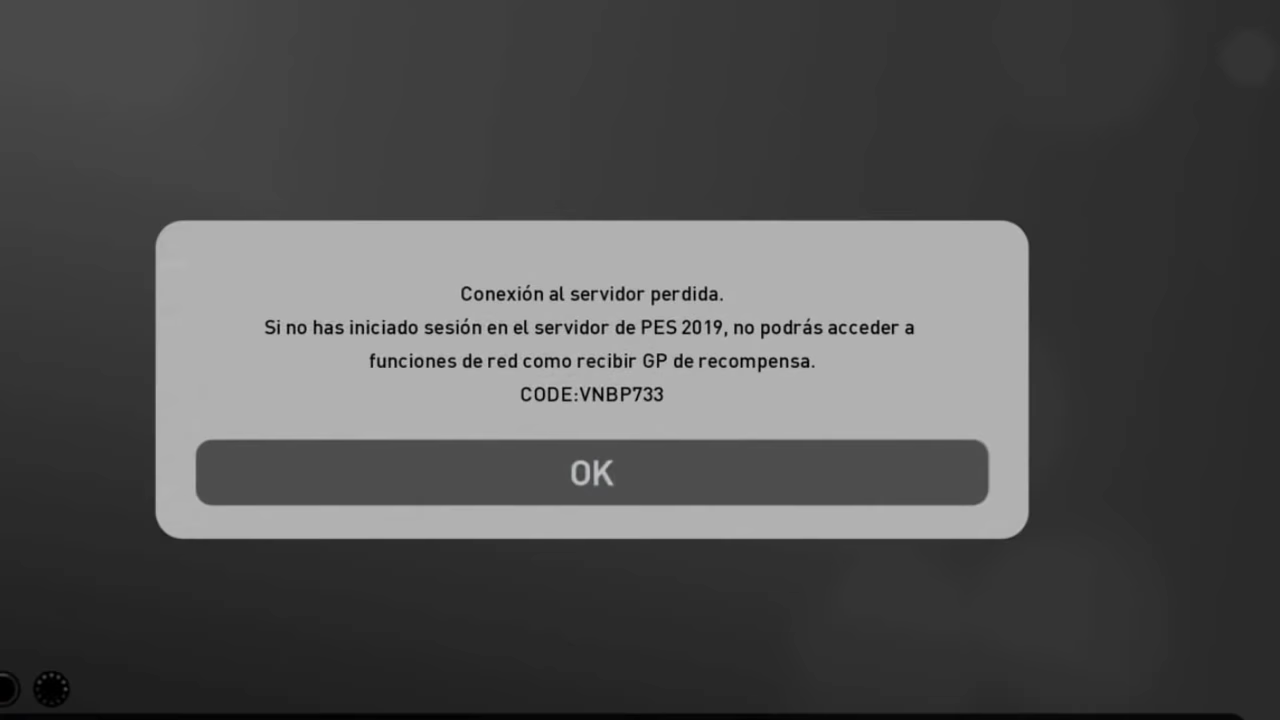 Conexión al servidor perdida.
Si no has iniciado sesión en el servidor de PES 2019, no podrás acceder a
funciones de red como recibir GP de recompensa.
CODE:VNBP733
OK